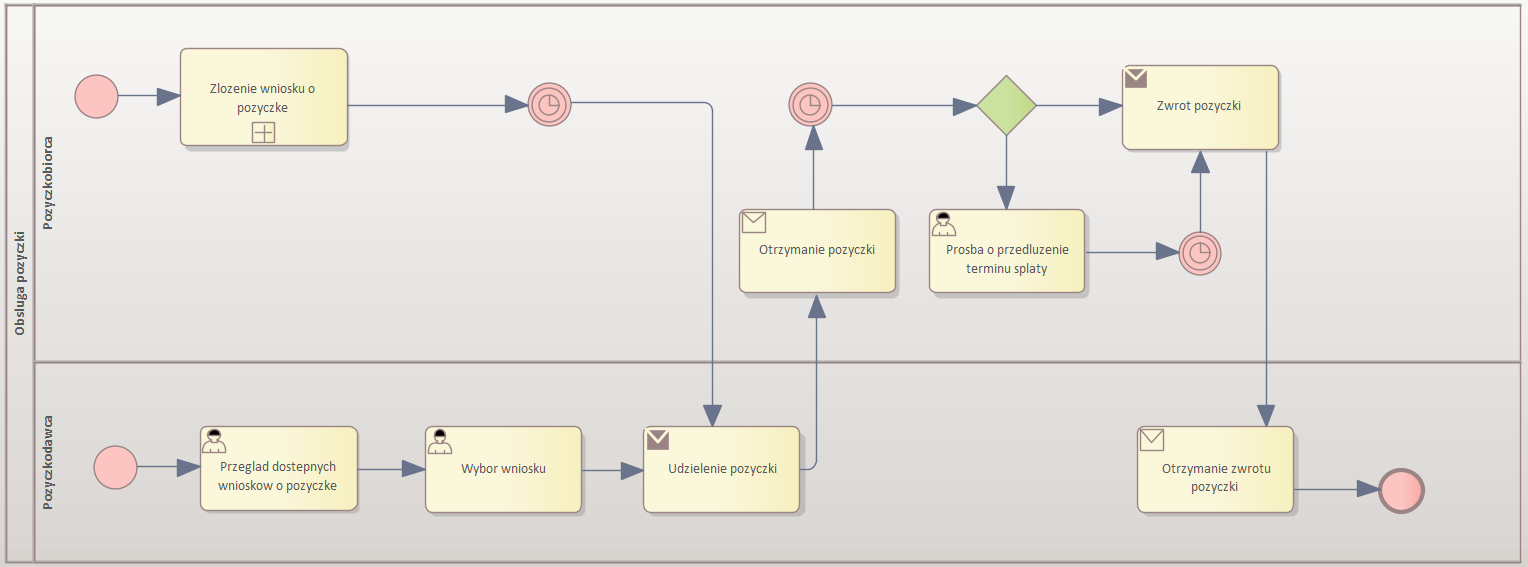 Obsluga pozyczki
Pozyczkobiorca
Zlozenie wniosku o
pozyczke
Zwrot pozyczki
Otrzymanie pozyczki
Prosba o przedluzenie
terminu splaty
Pozyczkodawca
Przeglad dostepnych
wnioskow o pozyczke
Wybor wniosku
Udzielenie pozyczki
Otrzymanie zwrotu
pozyczki